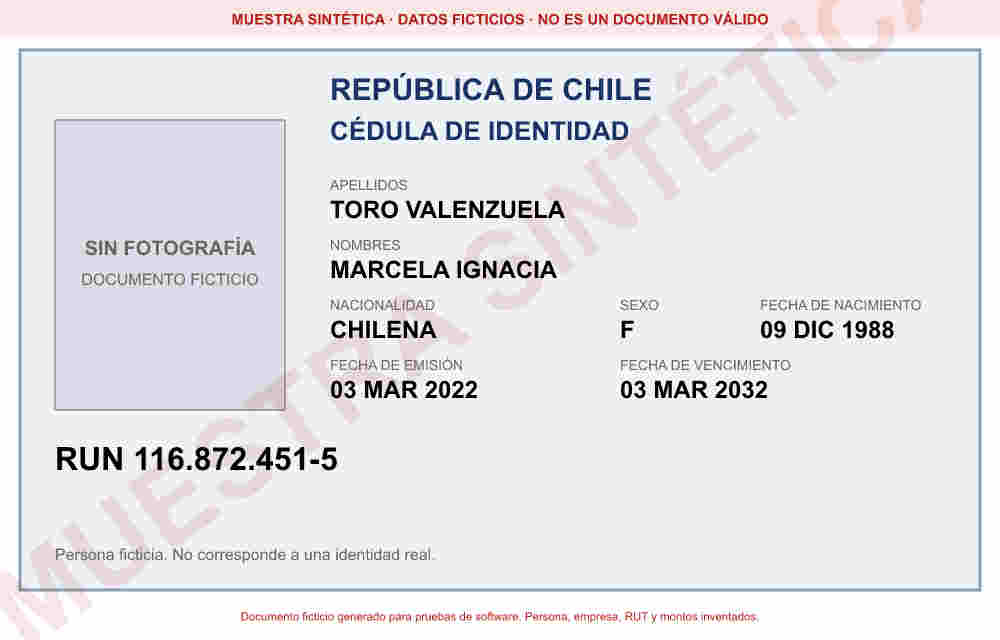 MUESTRA SINTÉTICA · DATOS FICTICIOS · NO ES UN DOCUMENTO VÁLIDO
REPÚBLICA DE CHILE
CÉDULA DE IDENTIDAD
SIN FOTOGRAFÍA
DOCUMENTO FICTICIO
APELLIDOS
TORO VALENZUELA
NOMBRES
MARCELA IGNACIA
NACIONALIDAD SEXO FECHA DE NACIMIENTO
CHILENA F 09 DIC 1988
FECHA DE EMISIÓN FECHA DE VENCIMIENTO
03 MAR 2022 03 MAR 2032
RUN 116.872.451-5
Persona ficticia. No corresponde a una identidad real.
MUESTRA SINTÉTICA
Documento ficticio generado para pruebas de software. Persona, empresa, RUT y montos inventados.